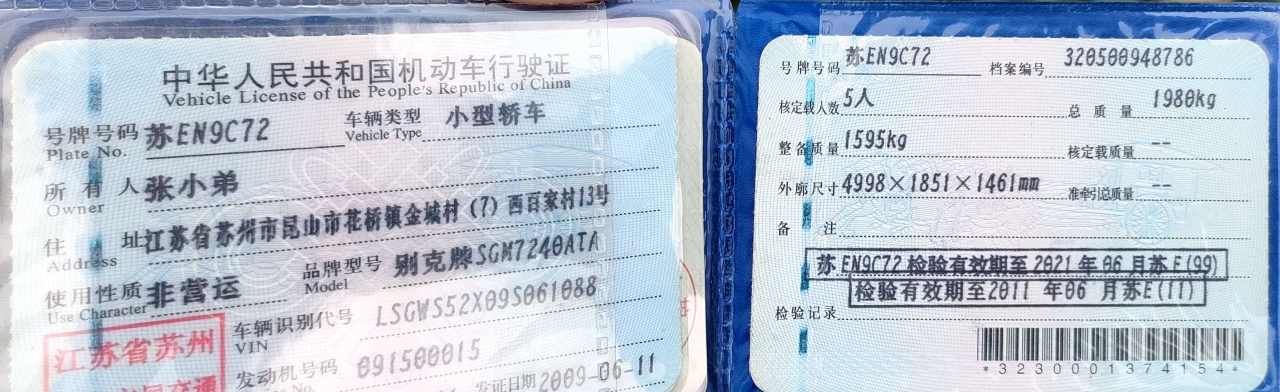 中华人民共和国机动车行驶证
Vehicle License of the People's Republic of China
号牌号码 苏EN9C72 车辆类型 小型轿车
Plate No. Vehicle Type
所有人 张小弟
Owner
住址 江苏省苏州市昆山市花桥镇金城村(7)西百家村13号
Address
使用性质 非营运 品牌型号 别克牌SGM7240ATA
Use Character Model
江苏省苏州 车辆识别代号 LSGWS52X09S061088
VIN
发动机号码 091500015
发证日期 2009-06-11
号牌号码 苏EN9C72 档案编号 320500948786
核定载人数 5人 总质量 1980kg
整备质量 1595kg 核定载质量 --
外廓尺寸 4998×1851×1461mm 准牵引总质量 --
备注
苏EN9C72 检验有效期至 2021 年 06 月苏E(99)
检验有效期至2011 年06 月苏E(11)
检验记录
*3230001374154*